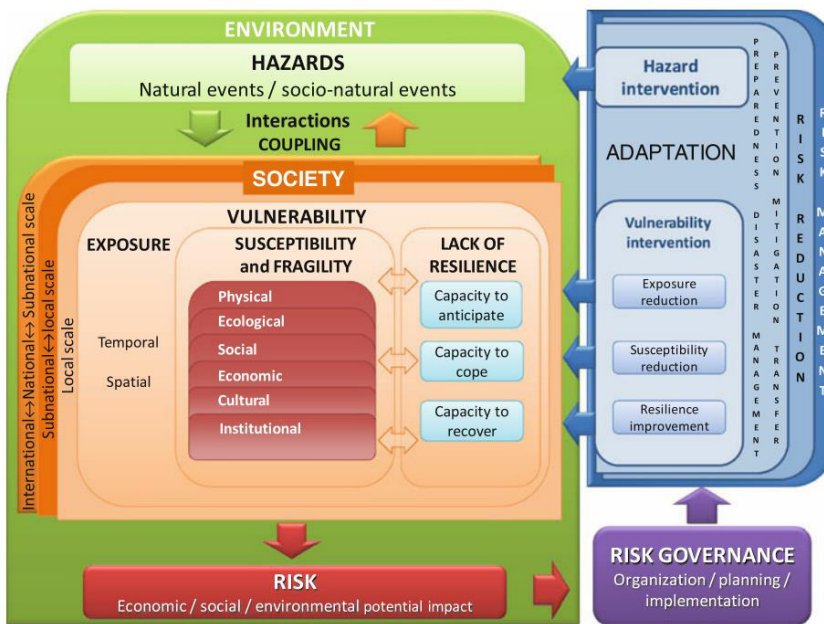 ENVIRONMENT
HAZARDS
Natural events / socio-natural events
Interactions
COUPLING
SOCIETY
International↔National↔Subnational scale
Subnational↔local scale
Local scale
VULNERABILITY
EXPOSURE
Temporal
Spatial
SUSCEPTIBILITY
and FRAGILITY
Physical
Ecological
Social
Economic
Cultural
Institutional
LACK OF
RESILIENCE
Capacity to
anticipate
Capacity to
cope
Capacity to
recover
RISK
Economic / social / environmental potential impact
Hazard
intervention
ADAPTATION
Vulnerability
intervention
Exposure
reduction
Susceptibility
reduction
Resilience
improvement
PREPAREDNESS DISASTER MANAGEMENT
PREVENTION MITIGATION TRANSFER
RISK REDUCTION
RISK MANAGEMENT
RISK GOVERNANCE
Organization / planning /
implementation